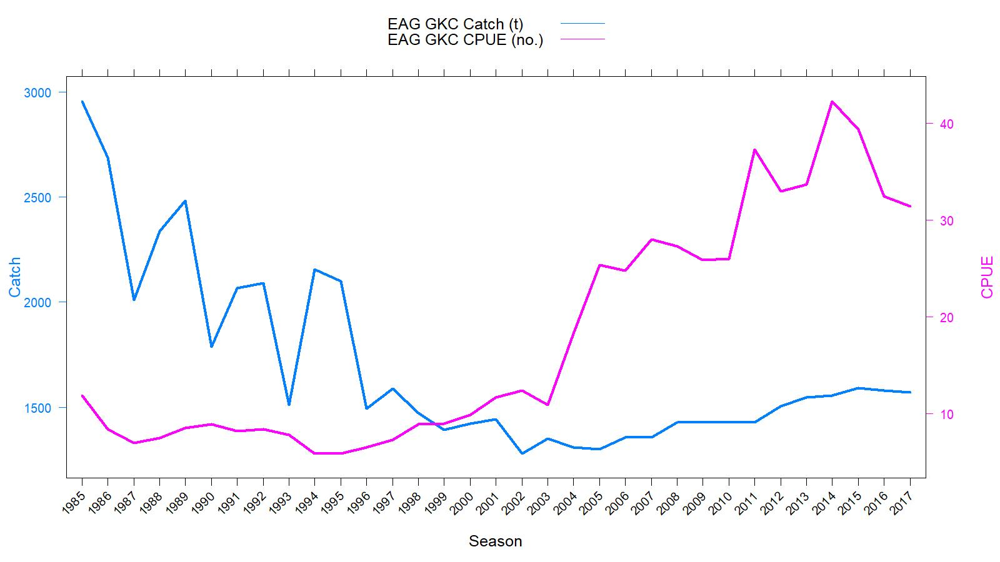 EAG GKC Catch (t)
EAG GKC CPUE (no.)
3000
2500
2000
1500
Catch
40
30
20
10
CPUE
1985 1986 1987 1988 1989 1990 1991 1992 1993 1994 1995 1996 1997 1998 1999 2000 2001 2002 2003 2004 2005 2006 2007 2008 2009 2010 2011 2012 2013 2014 2015 2016 2017
Season